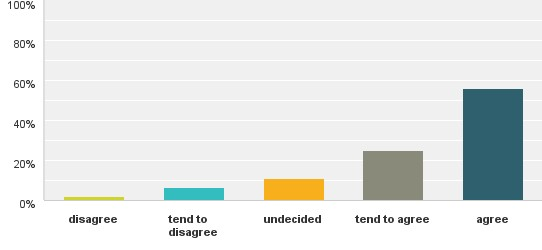 100%
80%
60%
40%
20%
0%
disagree
tend to
disagree
undecided
tend to agree
agree